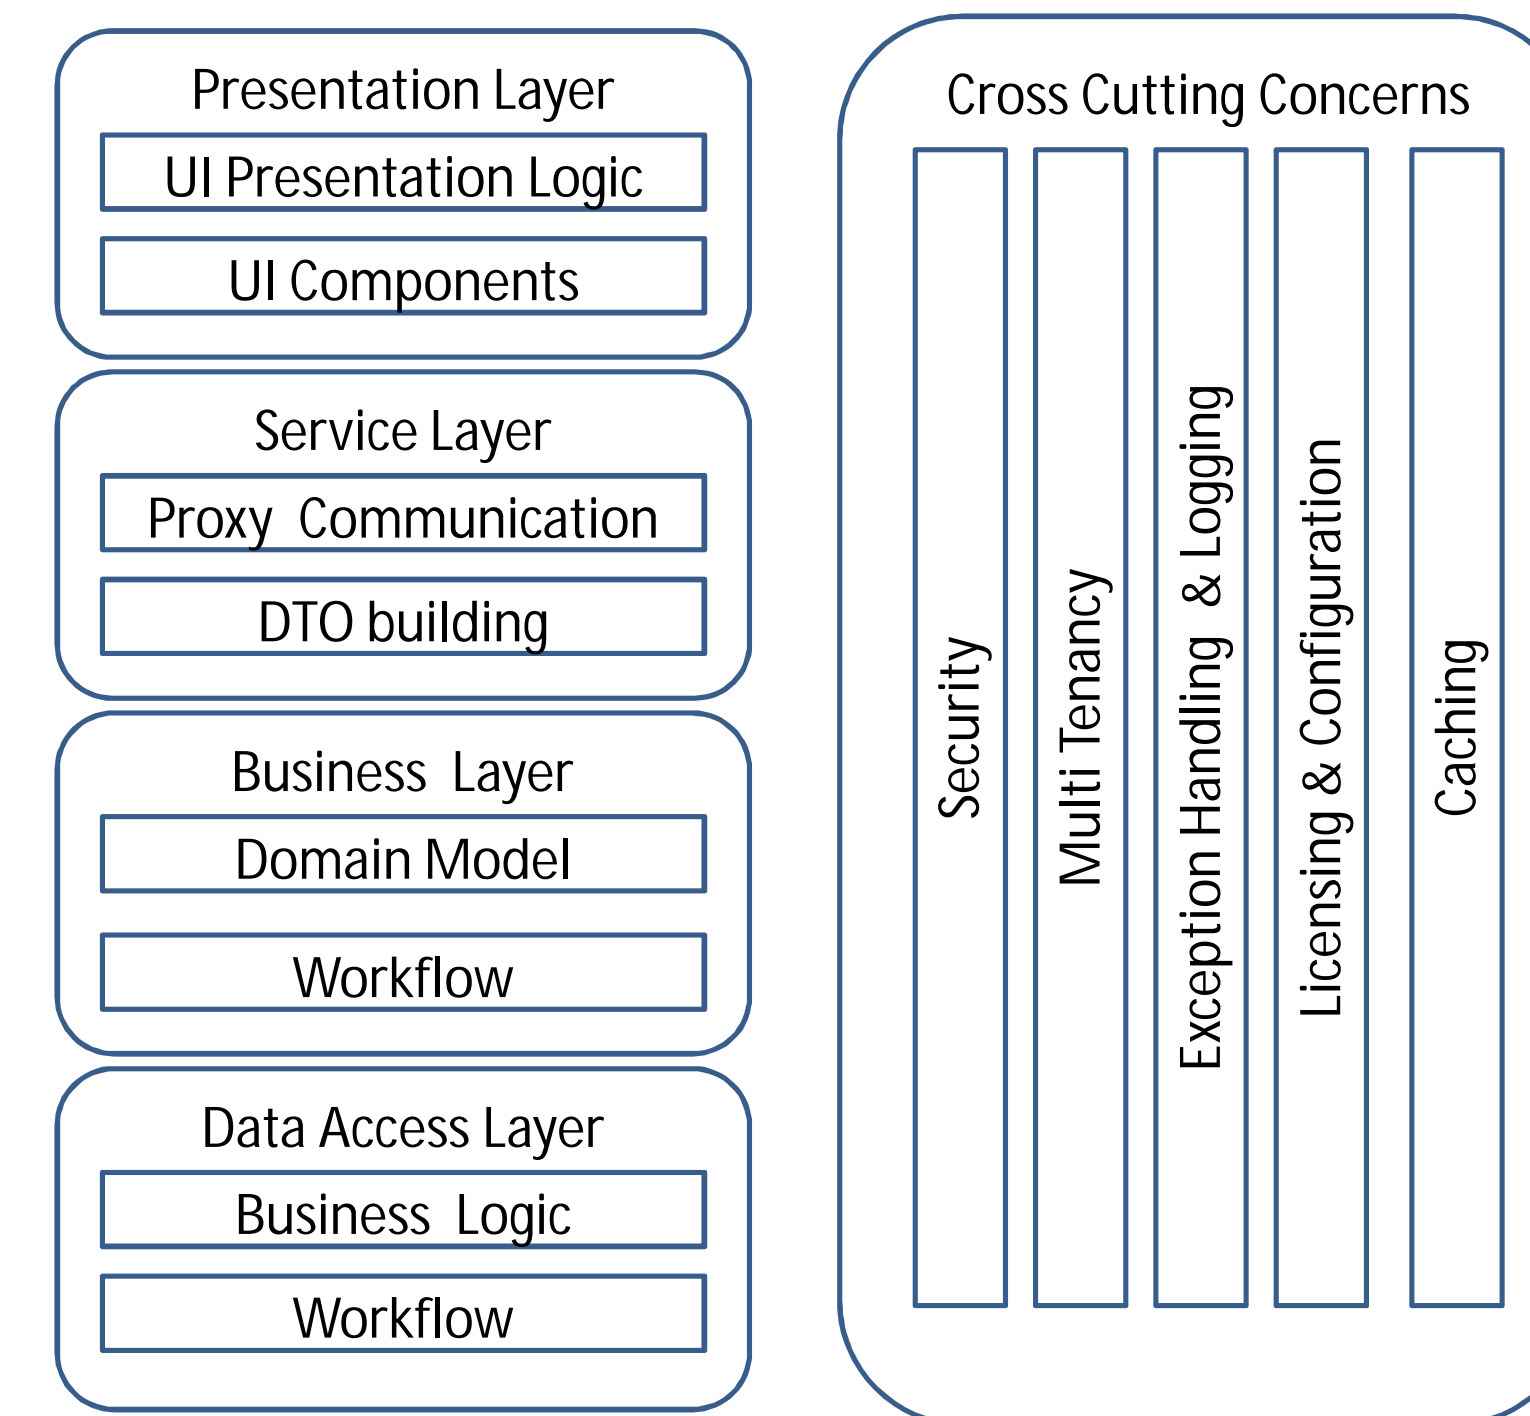 Presentation Layer
UI Presentation Logic
UI Components
Service Layer
Proxy  Communication
DTO building
Business  Layer
Domain Model
Workflow
Data Access Layer
Business  Logic
Workflow
Cross Cutting Concerns
Security
Multi Tenancy
Exception Handling  & Logging
Licensing & Configuration
Caching